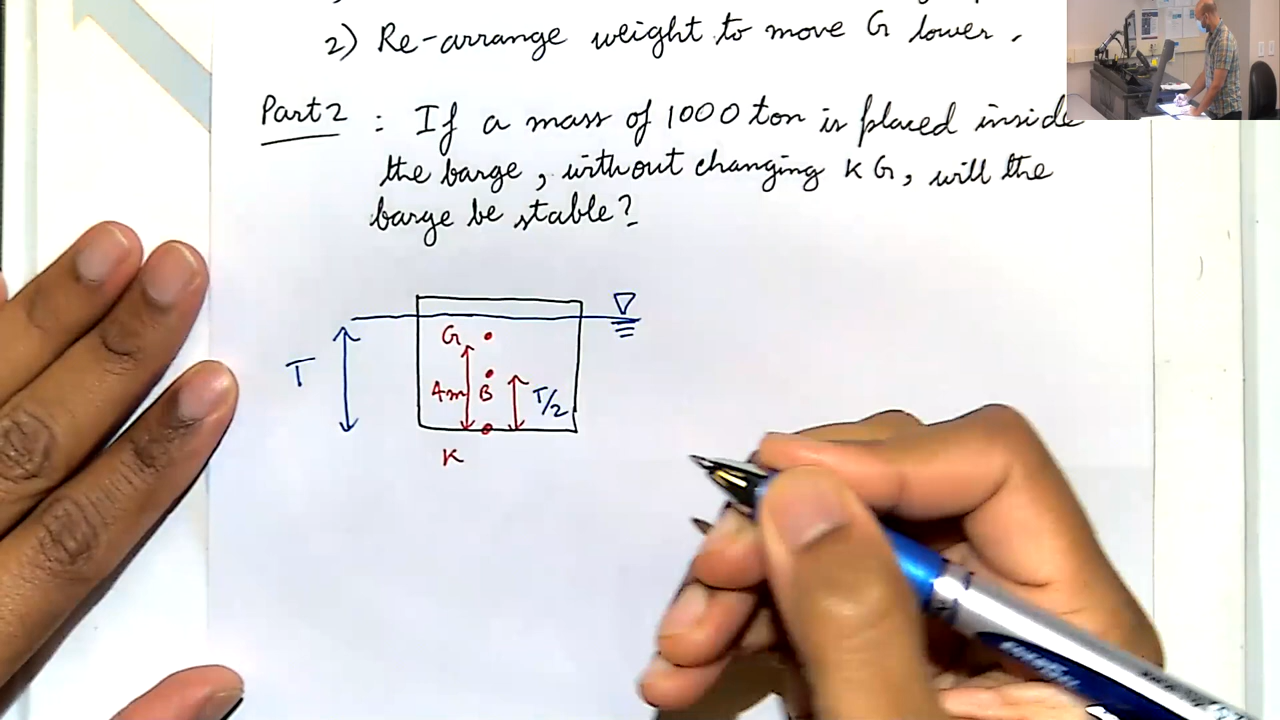 2) Re-arrange weight to move G lower.
Part 2 : If a mass of 1000 ton is placed inside
the barge, without changing KG, will the
barge be stable?
G
T
4m B T/2
K